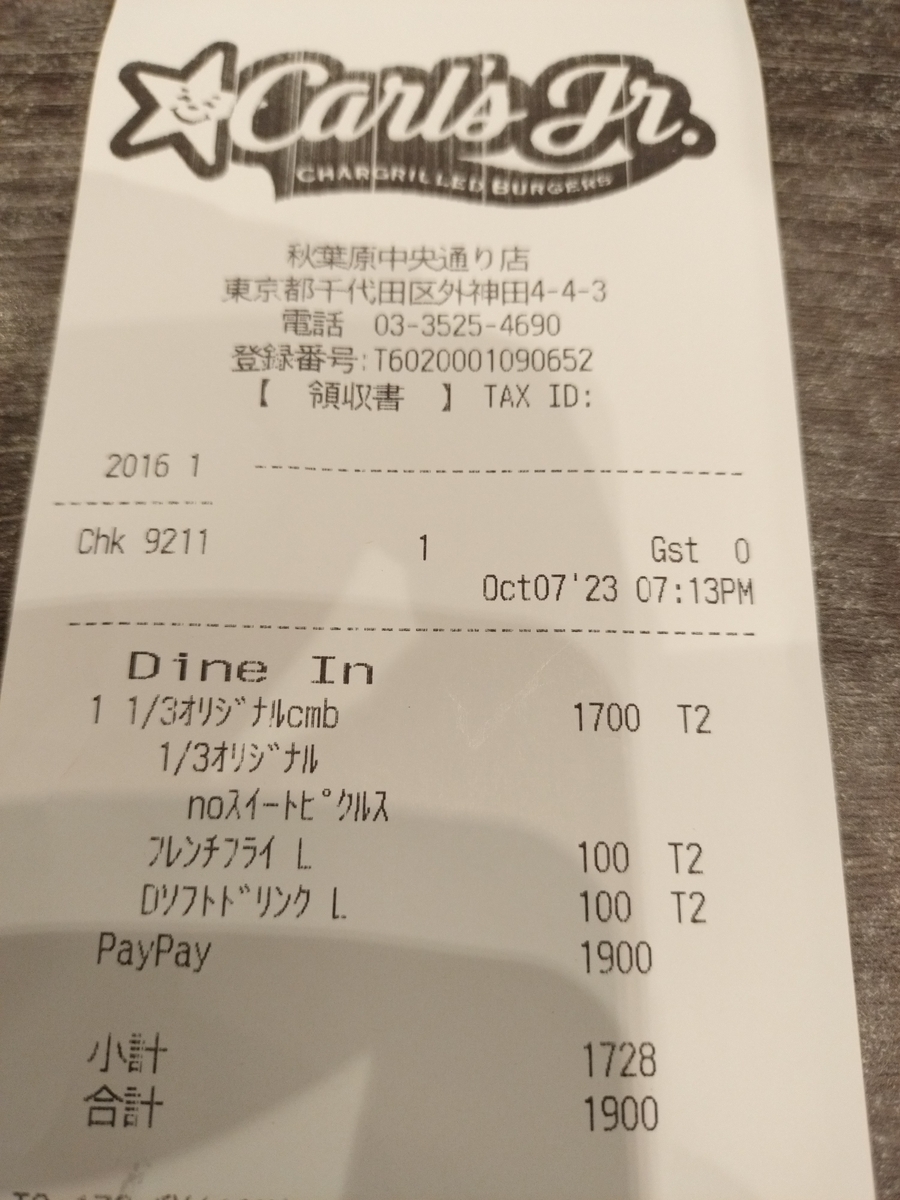 Carl's Jr.
CHARGRILLED BURGERS
秋葉原中央通り店
東京都千代田区外神田4-4-3
電話 03-3525-4690
登録番号:T6020001090652
【 領収書 】 TAX ID:
2016 1
Chk 9211 1 Gst 0
Oct07'23 07:13PM
Dine In
1 1/3ｵﾘｼﾞﾅﾙcmb 1700 T2
1/3ｵﾘｼﾞﾅﾙ
noｽｲｰﾄﾋﾟｸﾙｽ
ﾌﾚﾝﾁﾌﾗｲ L 100 T2
Dｿﾌﾄﾄﾞﾘﾝｸ L 100 T2
PayPay 1900
小計 1728
合計 1900